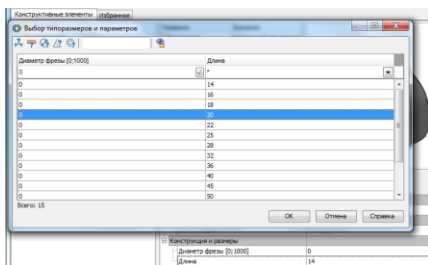 Конструктивные элементы Избранное
Выбор типоразмеров и параметров
Диаметр фрезы [0;1000] Длина
0 *
0 14
0 16
0 18
0 20
0 22
0 25
0 28
0 32
0 36
0 40
0 45
0 50
Всего: 15
ОК Отмена Справка
Конструкция и размеры
Диаметр фрезы [0;1000] 0
Длина 14